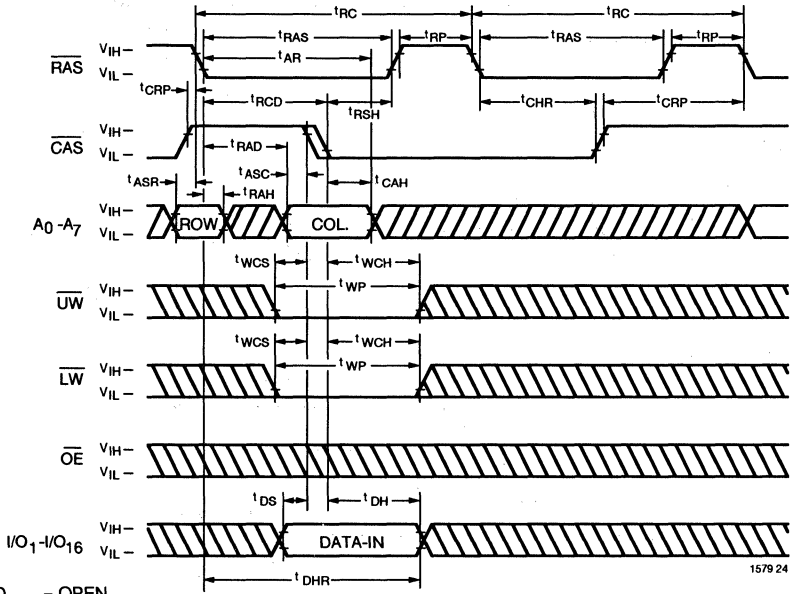 tRC tRC
tRAS tRP tRAS tRP
VIH
RAS tAR
VIL
tCRP tRCD tRSH tCHR tCRP
VIH
CAS tRAD
VIL
tASR tASC tCAH
tRAH
VIH
A0 -A7 ROW COL.
VIL
tWCS tWCH
tWP
VIH
UW
VIL
tWCS tWCH
tWP
VIH
LW
VIL
VIH
OE
VIL
tDS tDH
VIH
I/O1-I/O16 DATA-IN
VIL
1579 24
tDHR
= OPEN